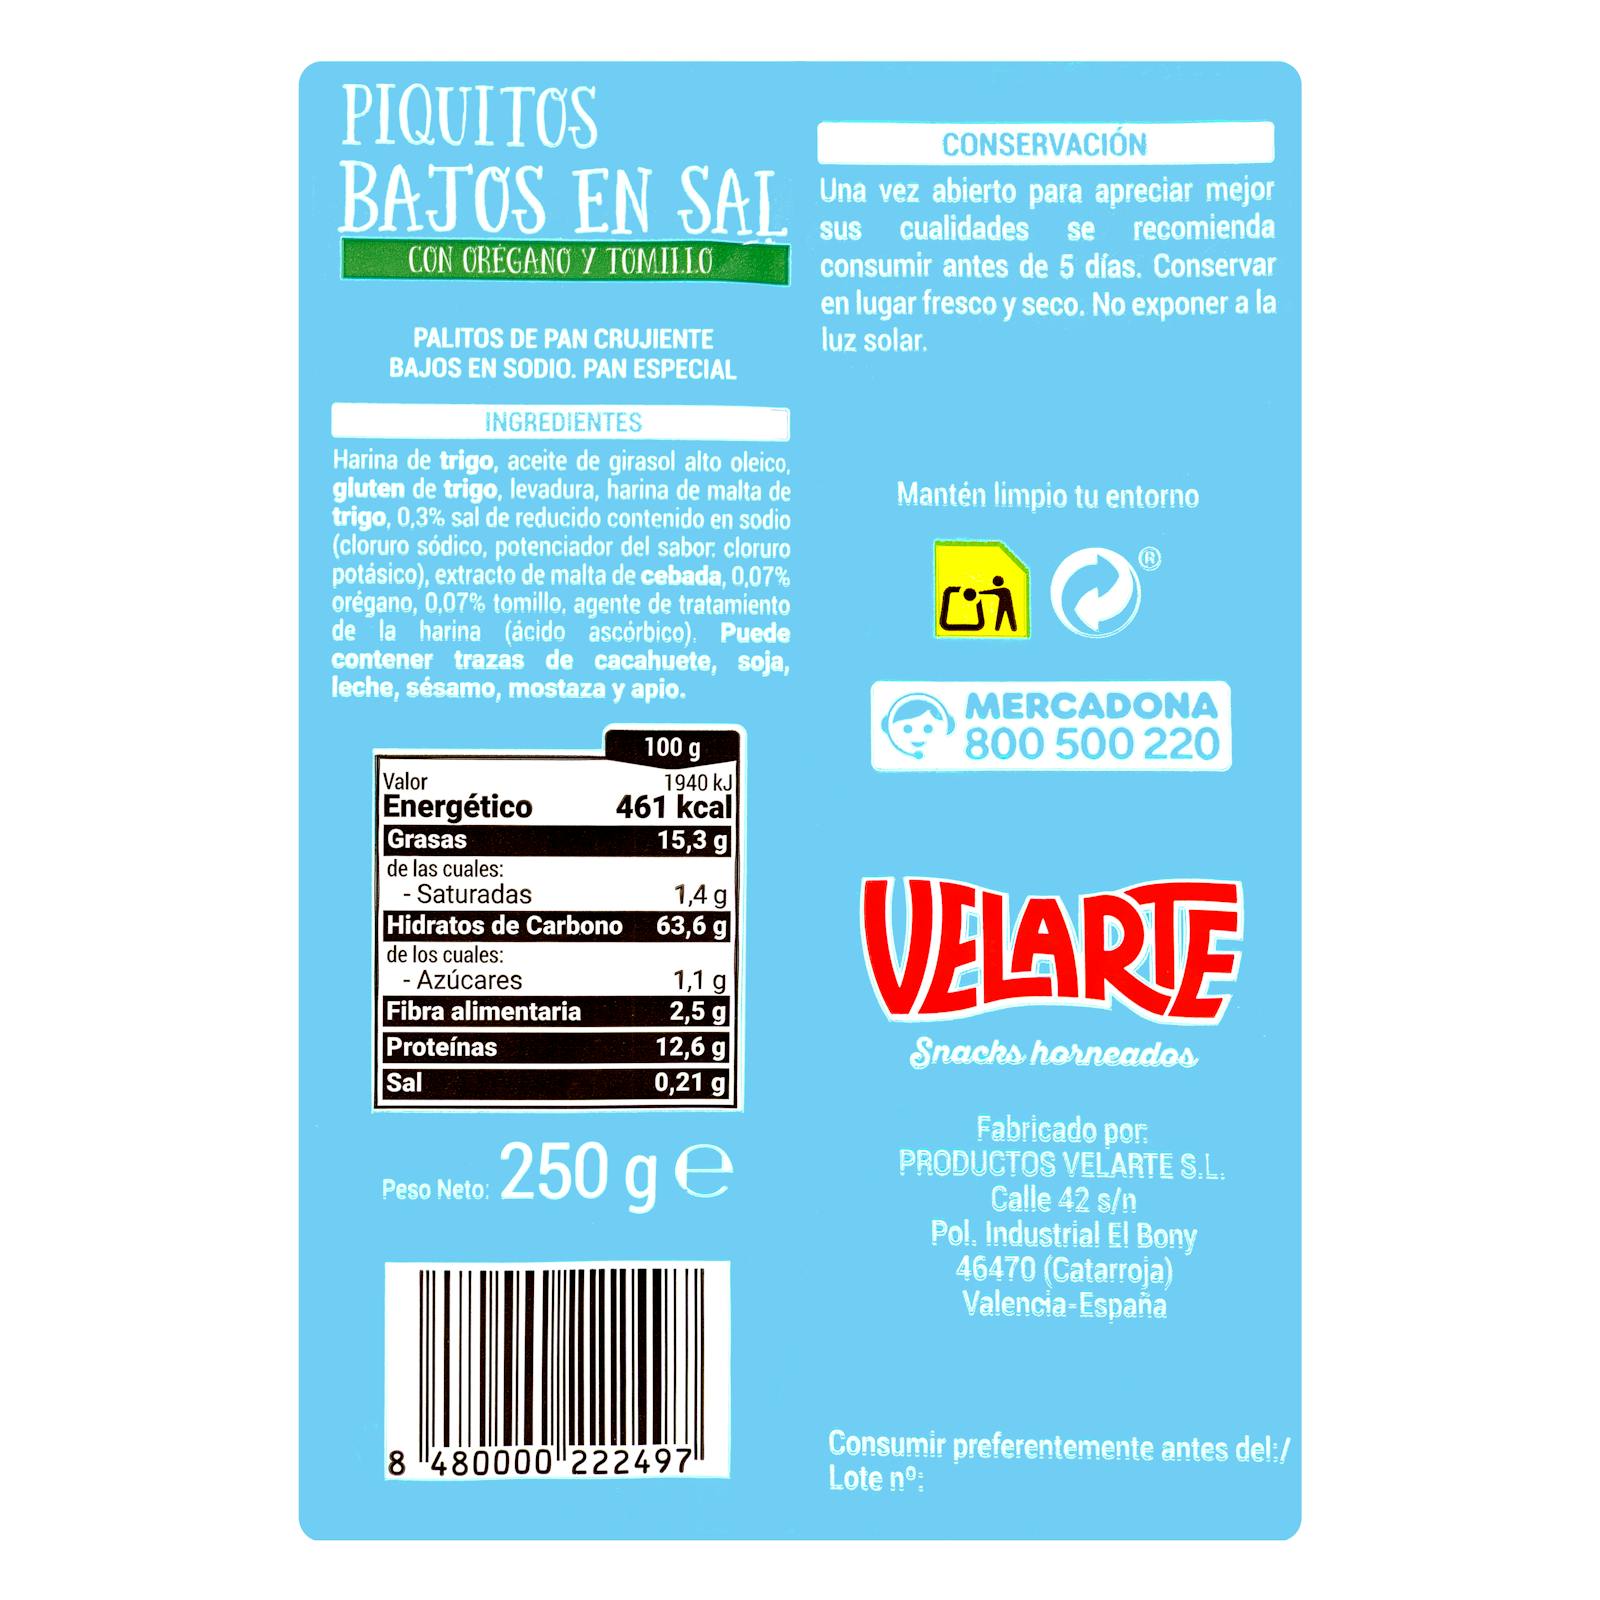 PIQUITOS
BAJOS EN SAL
CON ORÉGANO Y TOMILLO
PALITOS DE PAN CRUJIENTE
BAJOS EN SODIO. PAN ESPECIAL
INGREDIENTES
Harina de trigo, aceite de girasol alto oleico,
gluten de trigo, levadura, harina de malta de
trigo, 0,3% sal de reducido contenido en sodio
(cloruro sódico, potenciador del sabor: cloruro
potásico), extracto de malta de cebada, 0,07%
orégano, 0,07% tomillo, agente de tratamiento
de la harina (ácido ascórbico). Puede
contener trazas de cacahuete, soja,
leche, sésamo, mostaza y apio.
100 g
Valor 1940 kJ
Energético 461 kcal
Grasas 15,3 g
de las cuales:
- Saturadas 1,4 g
Hidratos de Carbono 63,6 g
de los cuales:
- Azúcares 1,1 g
Fibra alimentaria 2,5 g
Proteínas 12,6 g
Sal 0,21 g
Peso Neto: 250 g ℮
8 480000 222497
CONSERVACIÓN
Una vez abierto para apreciar mejor
sus cualidades se recomienda
consumir antes de 5 días. Conservar
en lugar fresco y seco. No exponer a la
luz solar.
Mantén limpio tu entorno
®
MERCADONA
800 500 220
VELARTE
Snacks horneados
Fabricado por:
PRODUCTOS VELARTE S.L.
Calle 42 s/n
Pol. Industrial El Bony
46470 (Catarroja)
Valencia-España
Consumir preferentemente antes del:/
Lote nº: